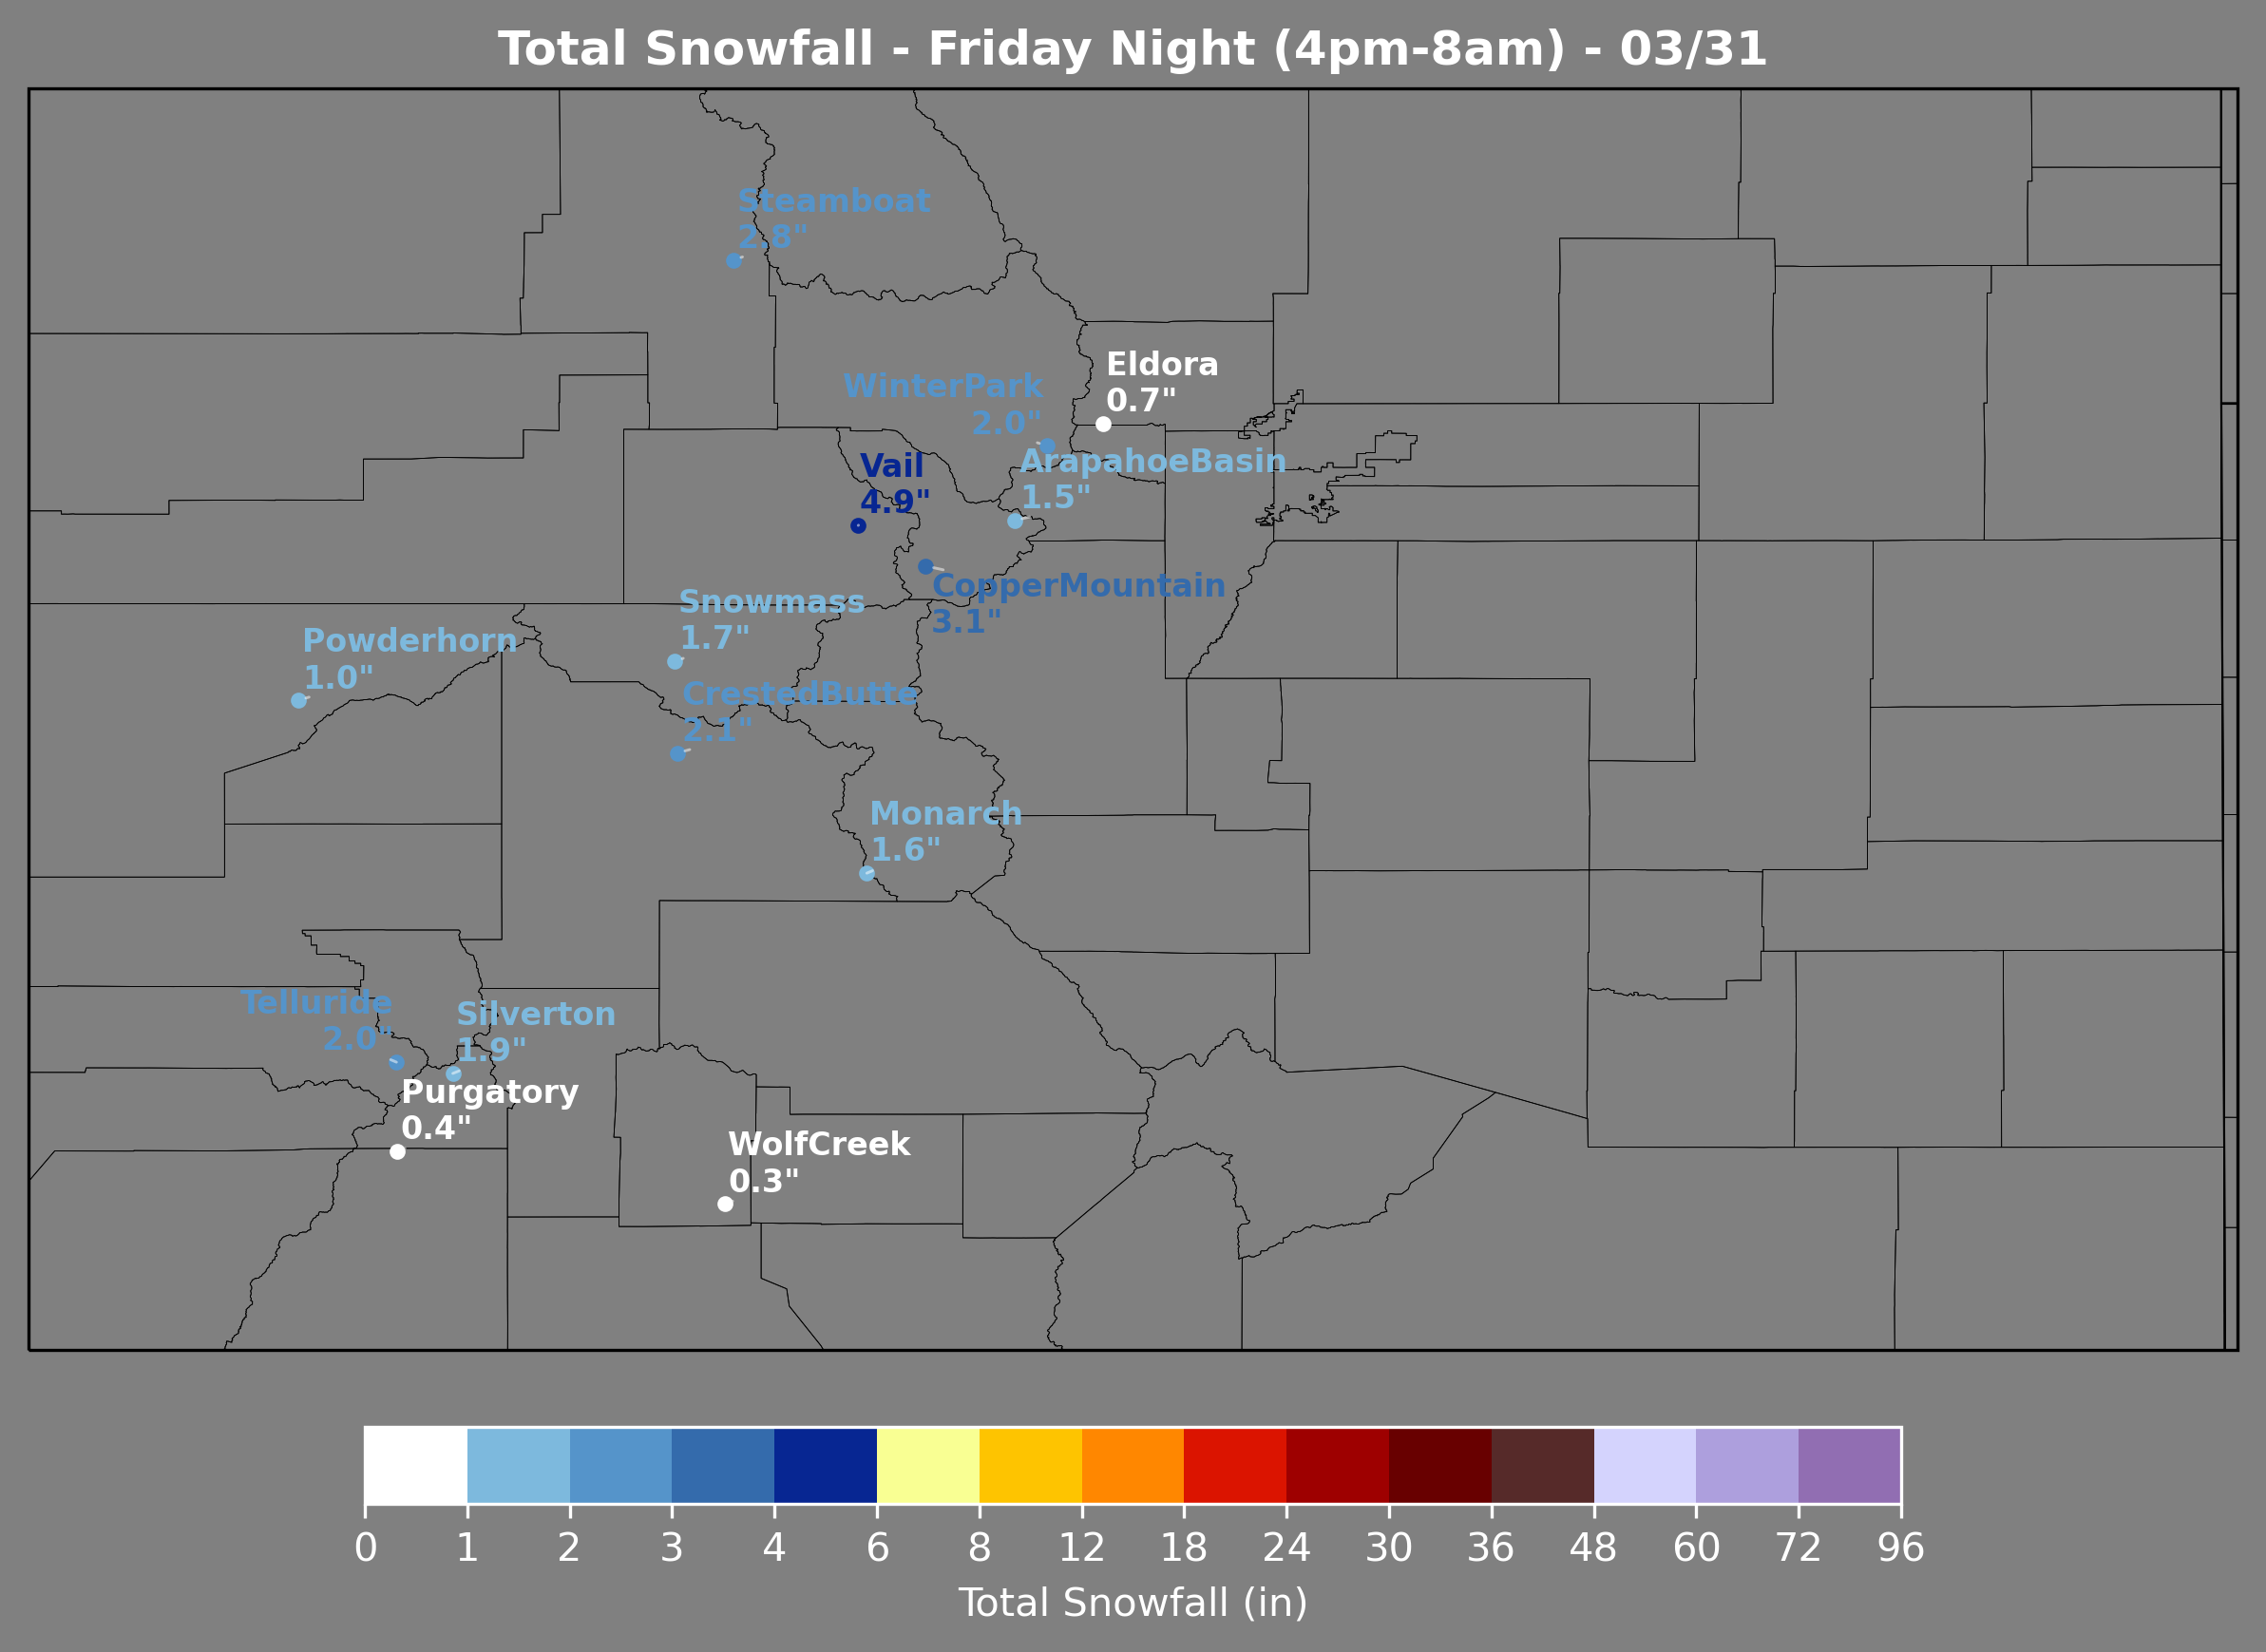 Total Snowfall - Friday Night (4pm-8am) - 03/31
Steamboat
2.8"
Eldora
0.7"
WinterPark
2.0"
Vail
4.9"
ArapahoeBasin
1.5"
CopperMountain
3.1"
Snowmass
1.7"
Powderhorn
1.0"
CrestedButte
2.1"
Monarch
1.6"
Telluride
2.0"
Silverton
1.9"
Purgatory
0.4"
WolfCreek
0.3"
0 1 2 3 4 6 8 12 18 24 30 36 48 60 72 96
Total Snowfall (in)